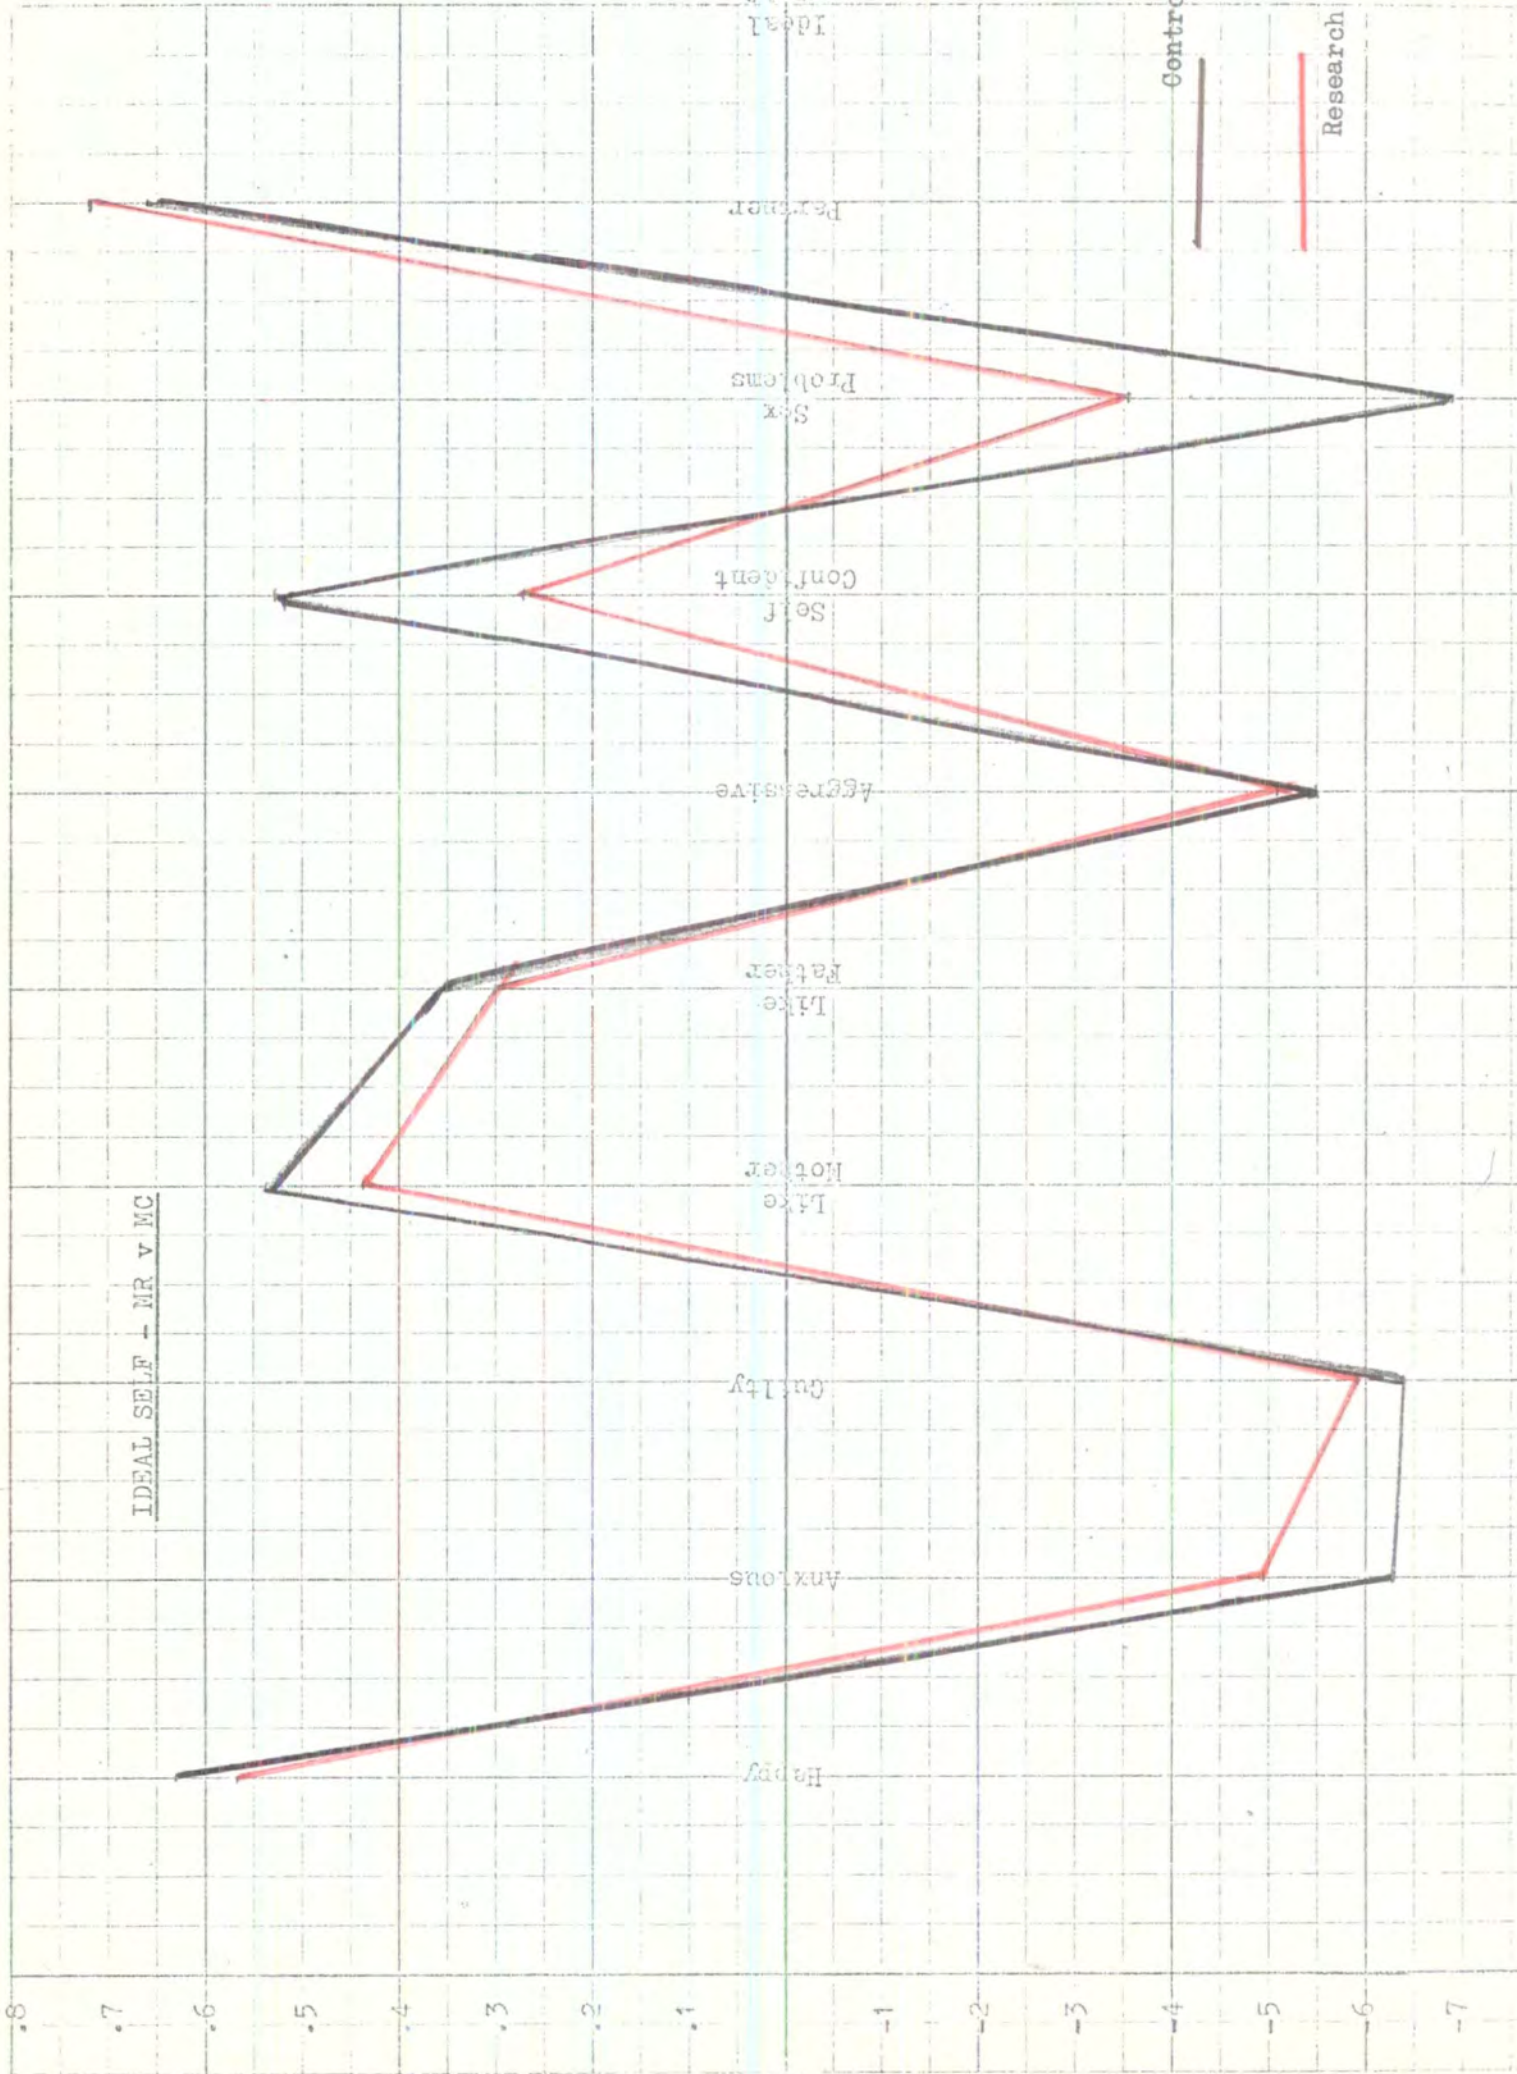 IDEAL SELF - MR v MC
.8
.7
.6
.5
.4
.3
.2
.1
-.1
-.2
-.3
-.4
-.5
-.6
-.7
Happy
Anxious
Guilty
Like
Mother
Like
Father
Aggressive
Self
Confident
Sex
Problems
Partner
Ideal
Contro
Research